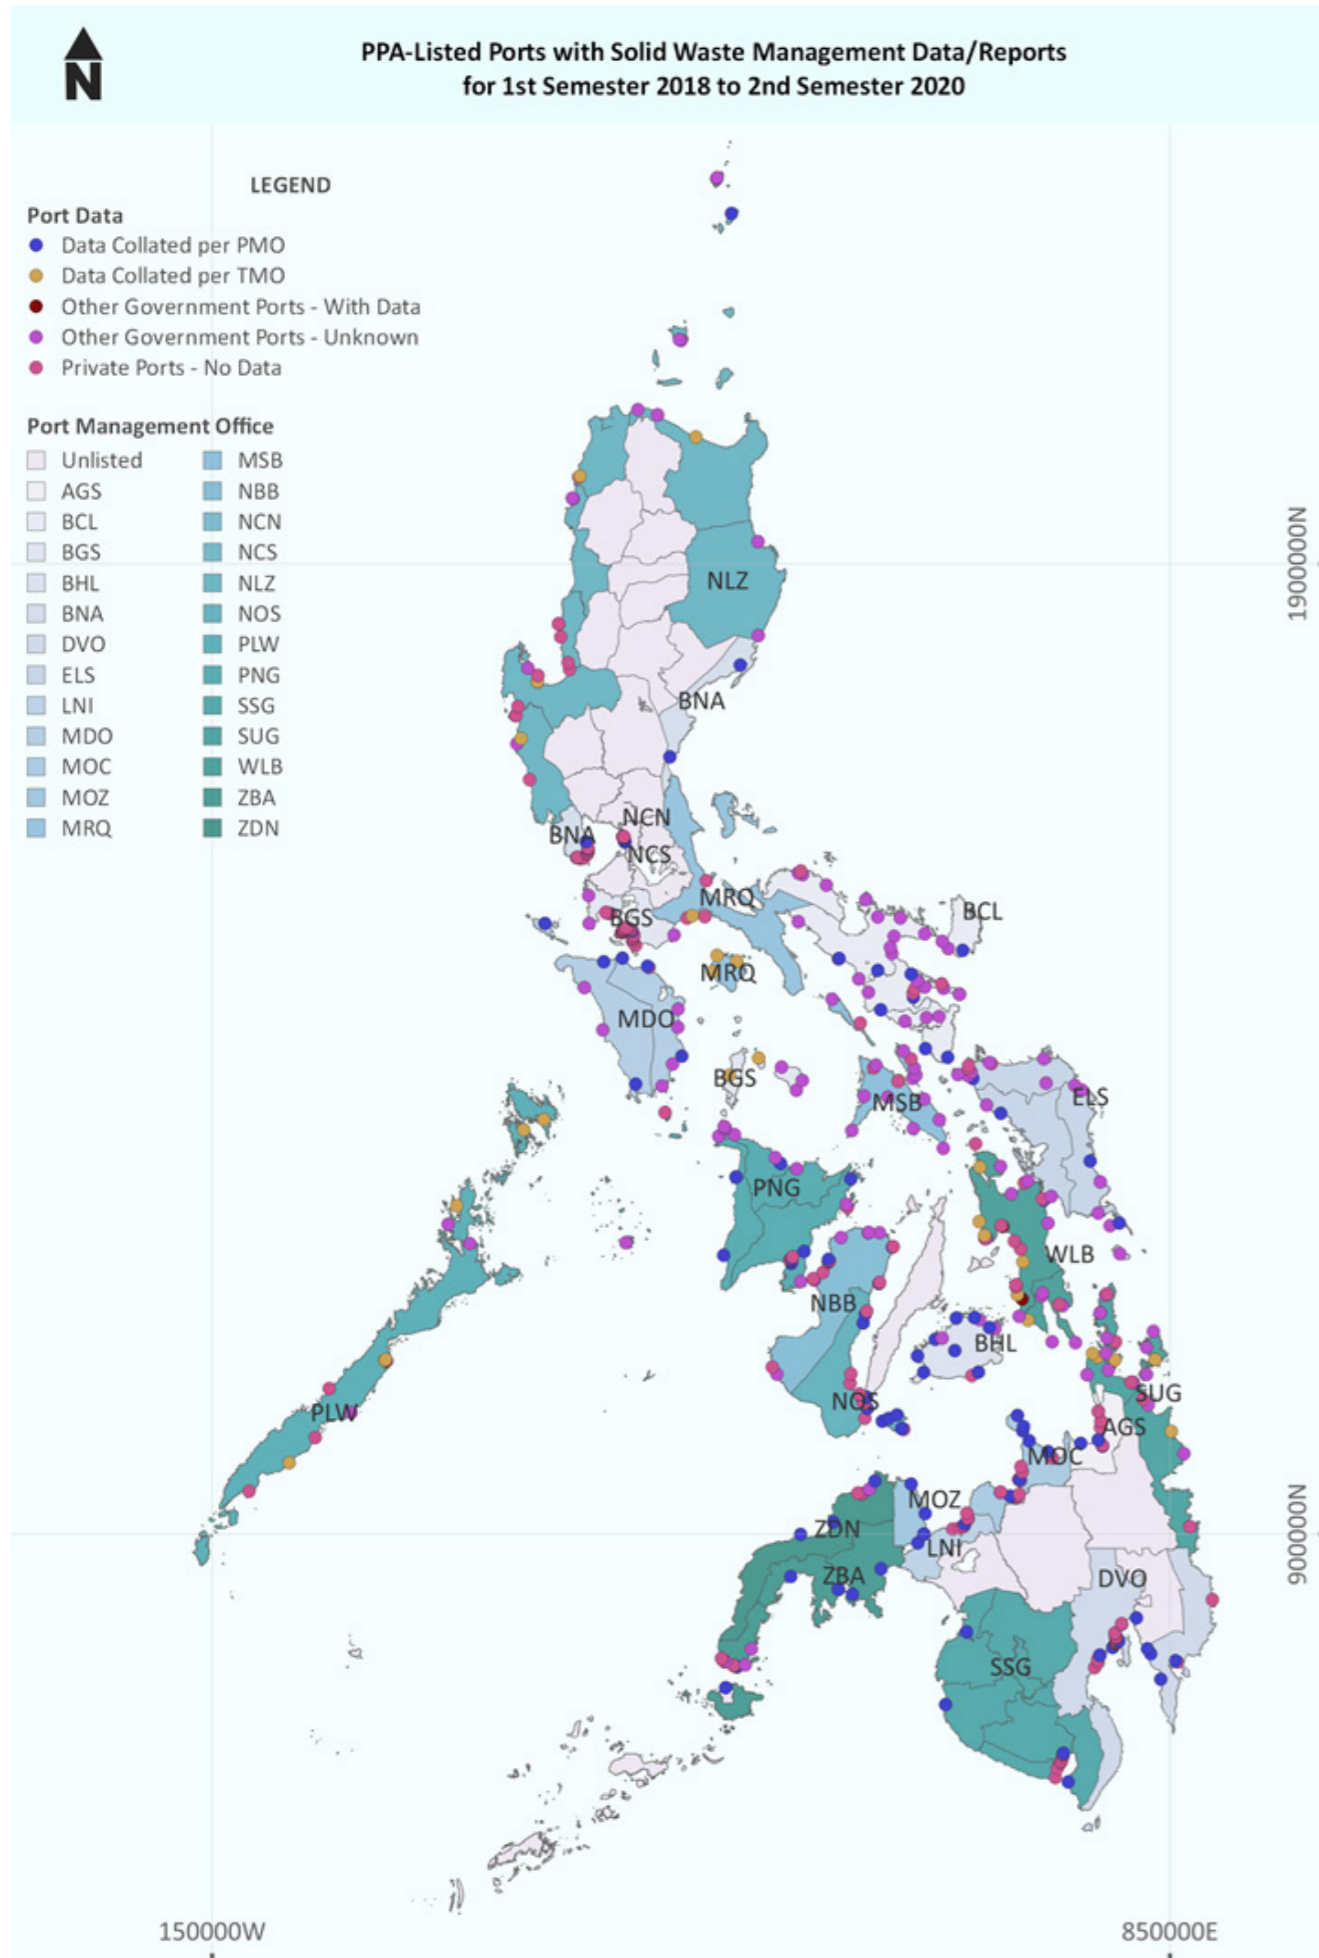 N
PPA-Listed Ports with Solid Waste Management Data/Reports
for 1st Semester 2018 to 2nd Semester 2020
LEGEND
Port Data
Data Collated per PMO
Data Collated per TMO
Other Government Ports - With Data
Other Government Ports - Unknown
Private Ports - No Data
Port Management Office
Unlisted
AGS
BCL
BGS
BHL
BNA
DVO
ELS
LNI
MDO
MOC
MOZ
MRQ
MSB
NBB
NCN
NCS
NLZ
NOS
PLW
PNG
SSG
SUG
WLB
ZBA
ZDN
1900000N
NLZ
BNA
NCN
BNA
NCS
MRQ
BCL
BGS
MRQ
MDO
BGS
MSB
ELS
PNG
WLB
NBB
BHL
NOS
SUG
PLW
AGS
MOC
MOZ
900000N
ZDN
LNI
ZBA
DVO
SSG
150000W
850000E